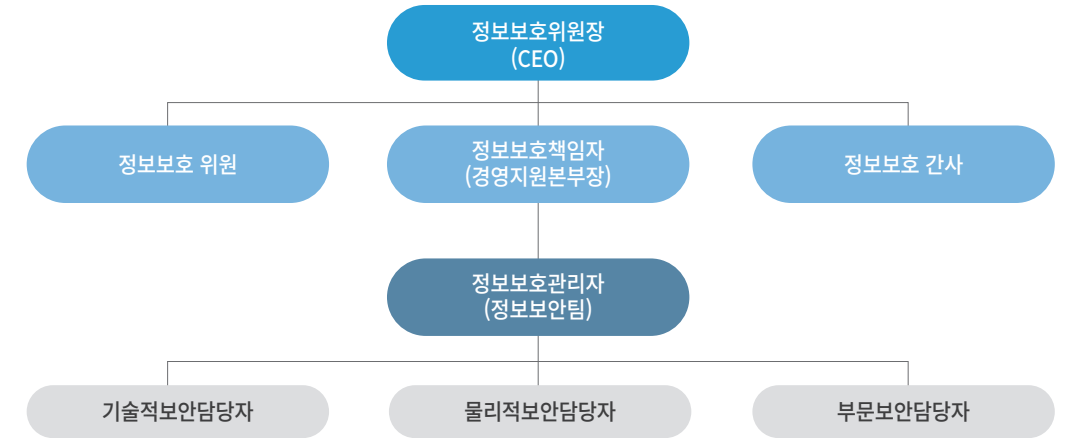 정보보호위원장
(CEO)
정보보호 위원
정보보호책임자
(경영지원본부장)
정보보호 간사
정보보호관리자
(정보보안팀)
기술적보안담당자
물리적보안담당자
부문보안담당자